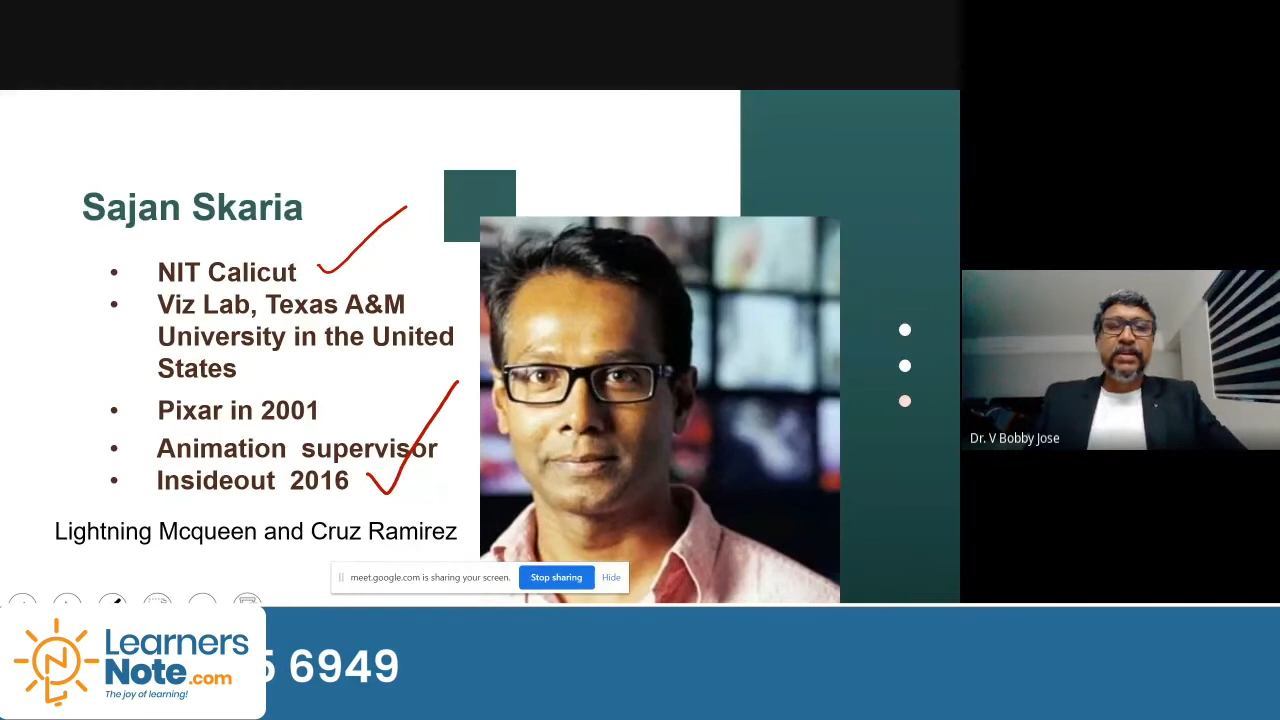 Sajan Skaria
• NIT Calicut
• Viz Lab, Texas A&M
University in the United
States
• Pixar in 2001
• Animation supervisor
• Insideout 2016
Lightning Mcqueen and Cruz Ramirez
meet.google.com is sharing your screen.
Stop sharing
Hide
Dr. V Bobby Jose
Learners
Note.com
The joy of learning!
5 6949